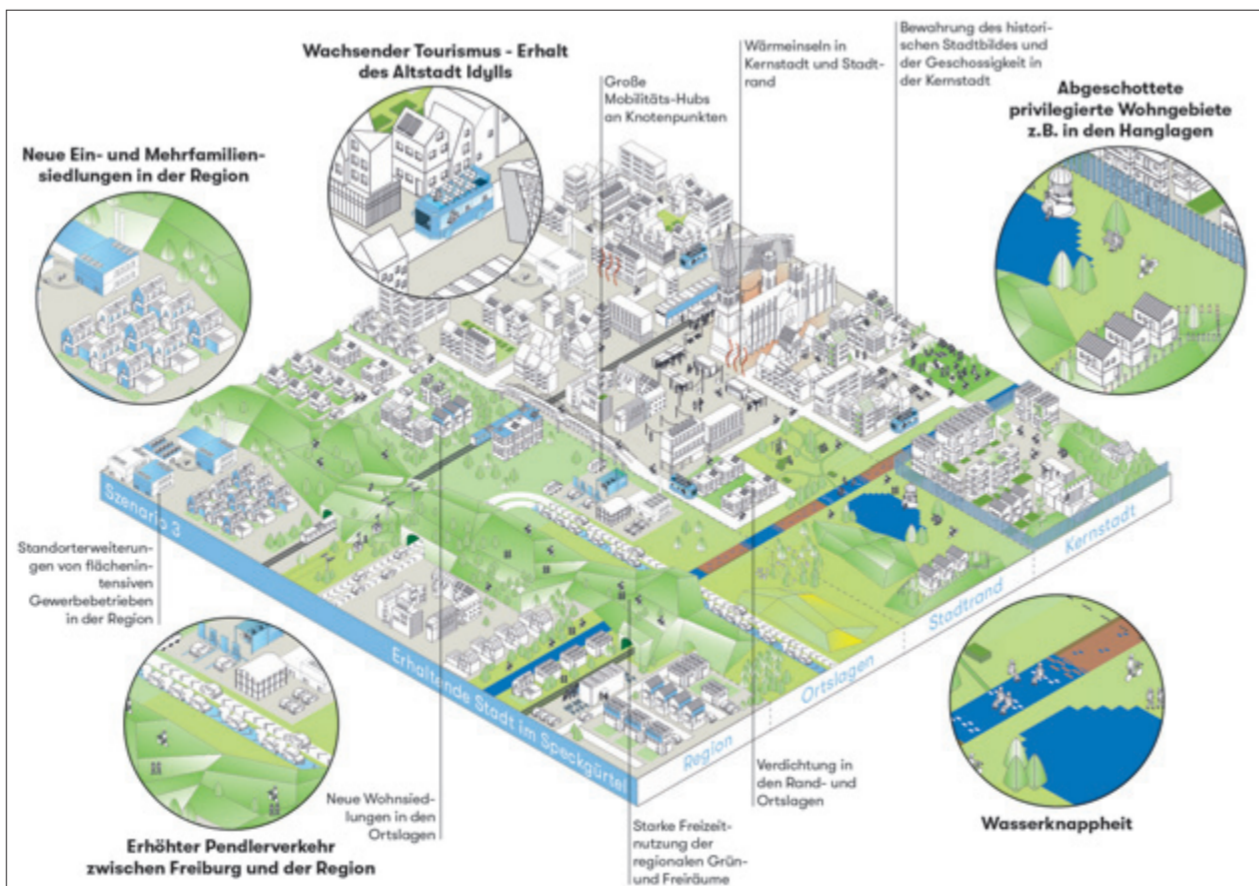 Wachsender Tourismus - Erhalt
des Altstadt Idylls
Große
Mobilitäts-Hubs
an Knotenpunkten
Wärmeinseln in
Kernstadt und Stadt-
rand
Bewahrung des histori-
schen Stadtbildes und
der Geschossigkeit in
der Kernstadt
Abgeschottete
privilegierte Wohngebiete
z.B. in den Hanglagen
Neue Ein- und Mehrfamilien-
siedlungen in der Region
Szenario 3
Erhaltende Stadt im Speckgürtel
Region
Ortslagen
Stadtrand
Kernstadt
Standorterweiterun-
gen von flächenin-
tensiven
Gewerbebetrieben
in der Region
Erhöhter Pendlerverkehr
zwischen Freiburg und der Region
Neue Wohnsied-
lungen in den
Ortslagen
Starke Freizeit-
nutzung der
regionalen Grün-
und Freiräume
Verdichtung in
den Rand- und
Ortslagen
Wasserknappheit